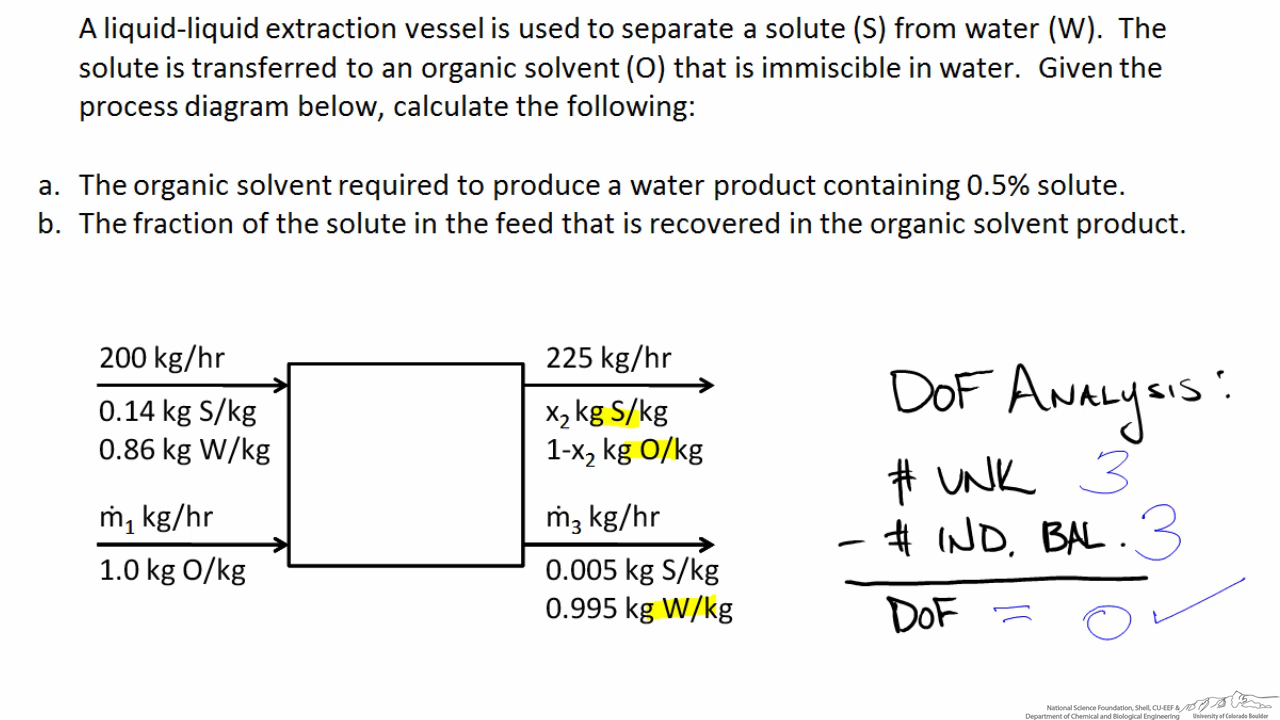 A liquid-liquid extraction vessel is used to separate a solute (S) from water (W). The
solute is transferred to an organic solvent (O) that is immiscible in water. Given the
process diagram below, calculate the following:
a. The organic solvent required to produce a water product containing 0.5% solute.
b. The fraction of the solute in the feed that is recovered in the organic solvent product.
200 kg/hr
0.14 kg S/kg
0.86 kg W/kg
ṁ₁ kg/hr
1.0 kg O/kg
225 kg/hr
x₂ kg S/kg
1-x₂ kg O/kg
ṁ₃ kg/hr
0.005 kg S/kg
0.995 kg W/kg
DOF ANALYSIS:
# UNK 3
- # IND. BAL. 3
DOF = 0 ✓
National Science Foundation, Shell, CU-EEF &
Department of Chemical and Biological Engineering
University of Colorado Boulder